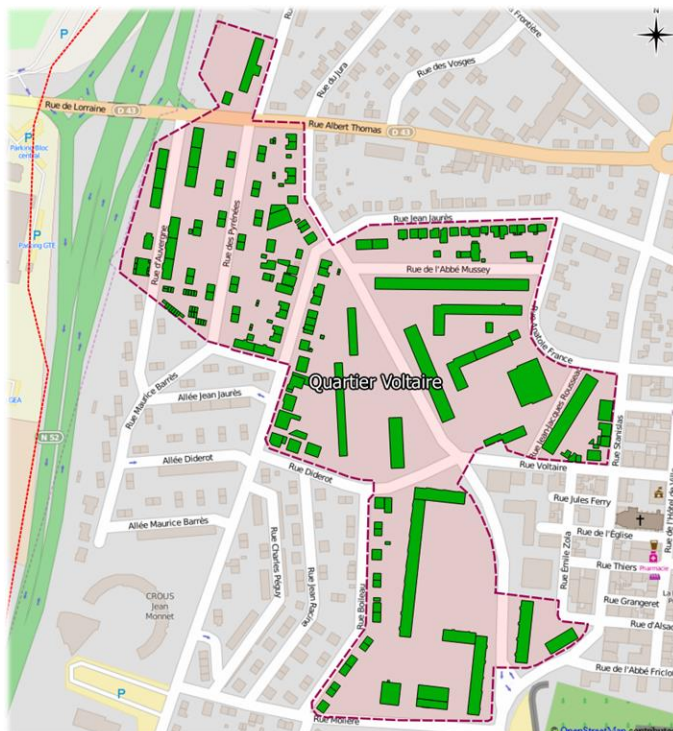 P
Rue de Lorraine
D 43
Rue du Jura
Rue des Vosges
Rue Albert Thomas
D 43
P
Parking Bloc
central
P
Parking GTE
Rue d'Auvergne
Rue des Pyrénées
Rue Jean Jaurès
Rue de l'Abbé Mussey
Anatole France
Quartier Voltaire
Rue Maurice Barrès
Allée Jean Jaurès
GEA
N 52
Rue Jean-Jacques Rousseau
Rue Stanislas
Allée Diderot
Rue Diderot
Rue Voltaire
Rue Jules Ferry
Allée Maurice Barrès
Rue de l'Église
Rue Charles Péguy
Rue Jean Racine
Rue Boileau
Rue Émile Zola
Rue Thiers
Pharmacie
CROUS
Jean
Monnet
Rue Grangeret
Rue d'Alsa
Rue de l'Abbé Friclot
P
Rue Molière
© OpenStreetMap contributo